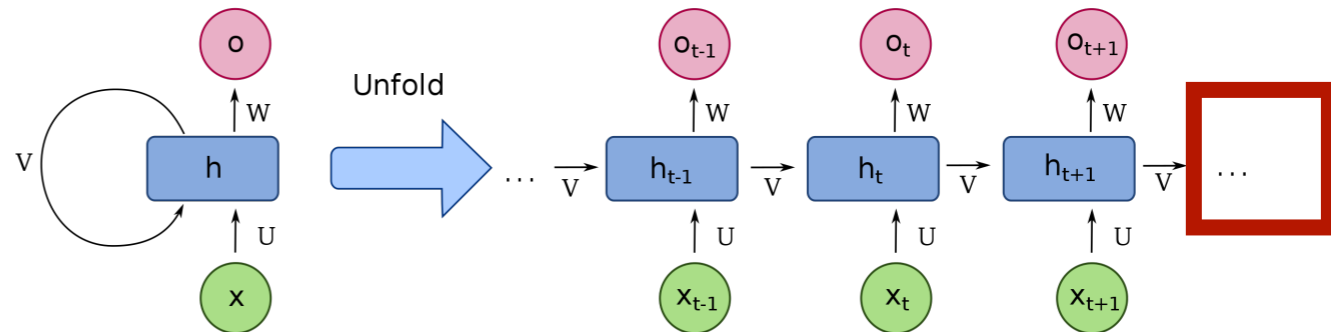 o
W
V
h
U
x
Unfold
...
V
o_{t-1}
W
h_{t-1}
U
x_{t-1}
V
o_t
W
h_t
U
x_t
V
o_{t+1}
W
h_{t+1}
U
x_{t+1}
V
...